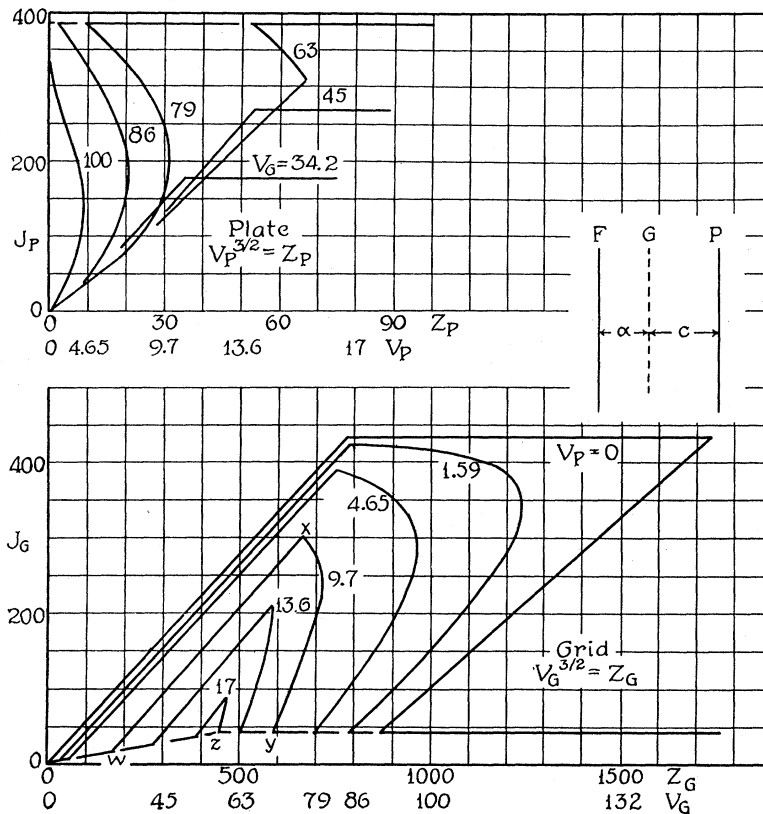 400
63
79
45
86
200
100
V_G=34.2
J_P
Plate
V_P^3/2=Z_P
F G P
0
0 30 60 90 Z_P
α c
0 4.65 9.7 13.6 17 V_P
400
V_P=0
1.59
4.65
J_G
x
9.7
200
13.6
Grid
V_G^3/2=Z_G
17
0
w z y
0 500 1000 1500 Z_G
0 45 63 79 86 100 132 V_G